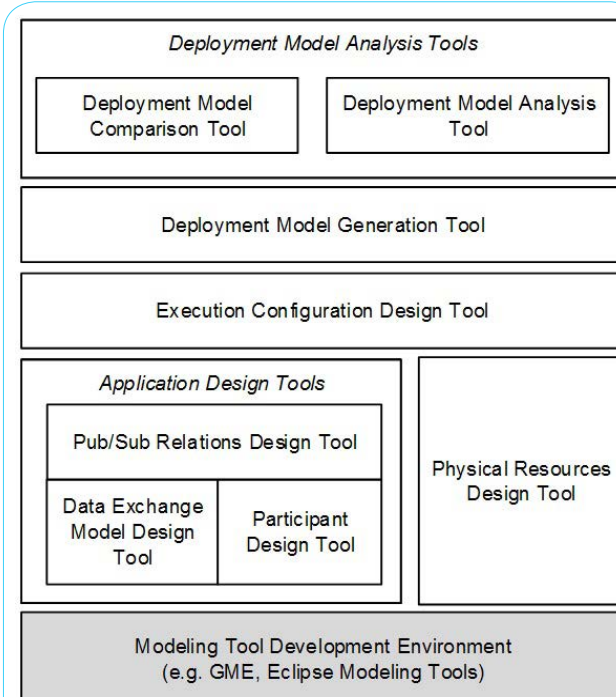 Deployment Model Analysis Tools
Deployment Model
Comparison Tool
Deployment Model Analysis
Tool
Deployment Model Generation Tool
Execution Configuration Design Tool
Application Design Tools
Pub/Sub Relations Design Tool
Data Exchange
Model Design
Tool
Participant
Design Tool
Physical Resources
Design Tool
Modeling Tool Development Environment
(e.g. GME, Eclipse Modeling Tools)